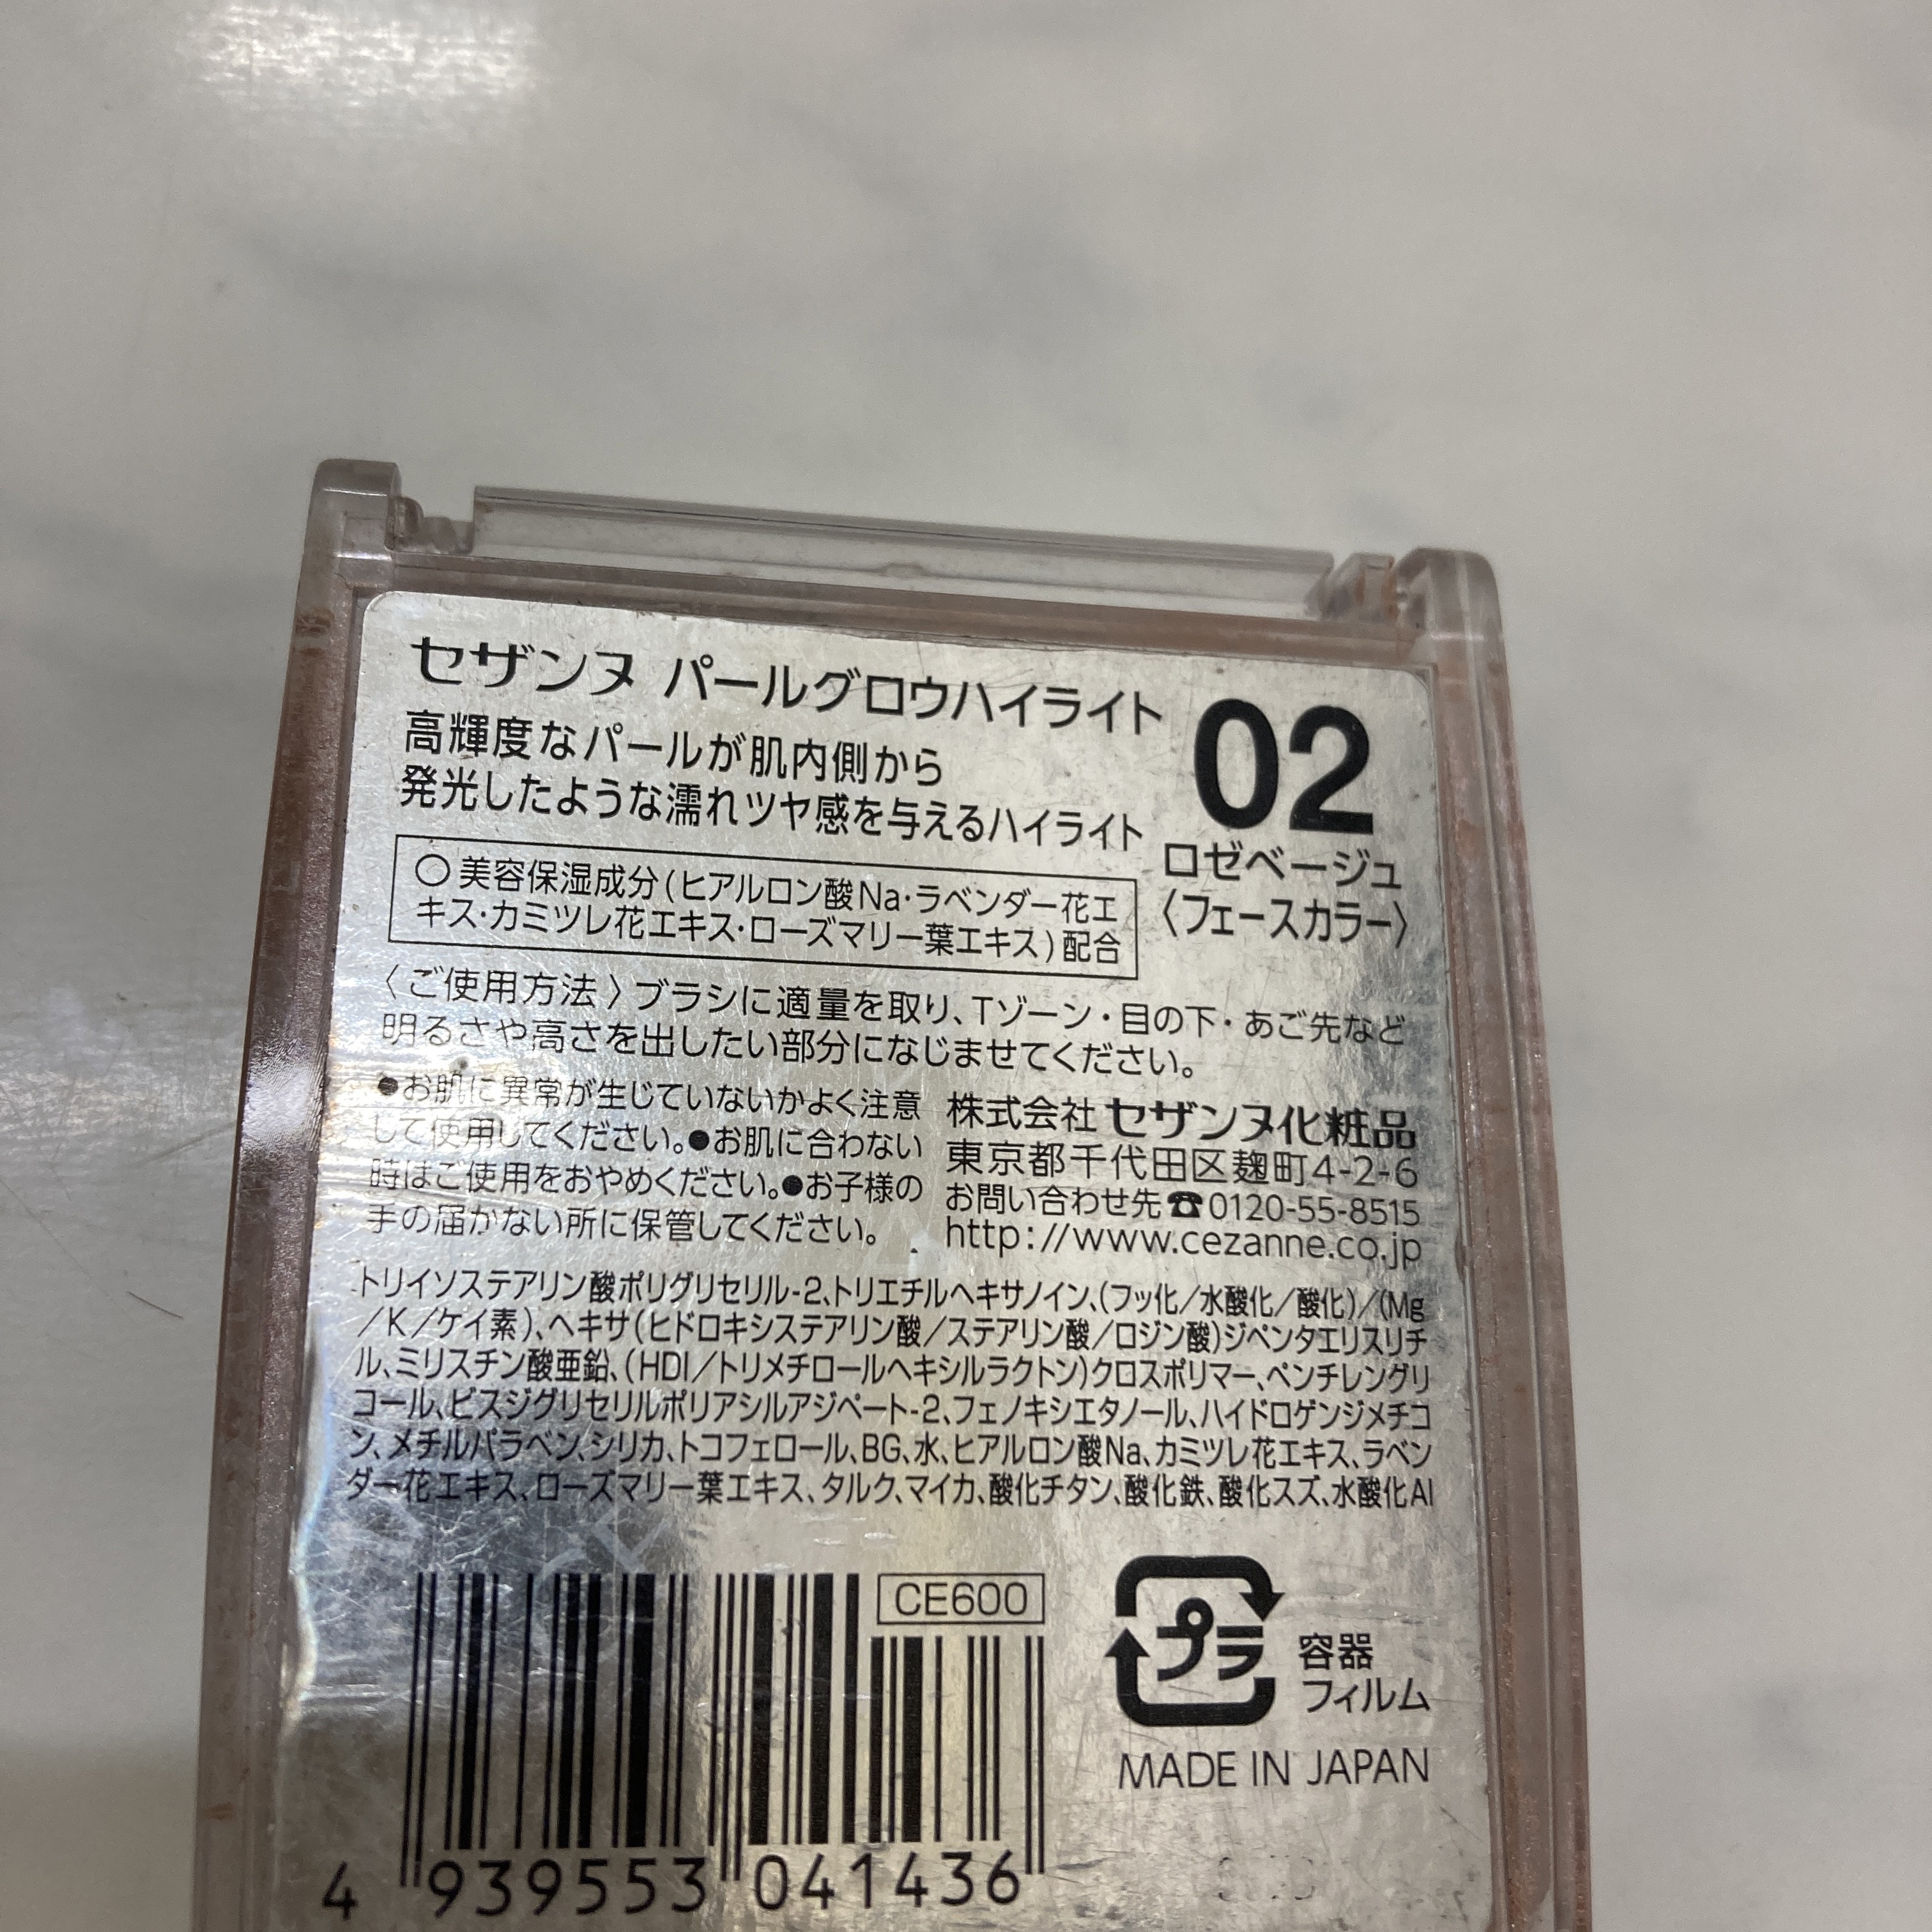 セザンヌ パールグロウハイライト
02
高輝度なパールが肌内側から
発光したような濡れツヤ感を与えるハイライト
ロゼベージュ
〈フェースカラー〉
○美容保湿成分(ヒアルロン酸Na・ラベンダー花エ
キス・カミツレ花エキス・ローズマリー葉エキス)配合
〈ご使用方法〉ブラシに適量を取り、Tゾーン・目の下・あご先など
明るさや高さを出したい部分になじませてください。
●お肌に異常が生じていないかよく注意
して使用してください。●お肌に合わない
時はご使用をおやめください。●お子様の
手の届かない所に保管してください。
株式会社 セザンヌ化粧品
東京都千代田区麹町4-2-6
お問い合わせ先☎0120-55-8515
http://www.cezanne.co.jp
トリイソステアリン酸ポリグリセリル-2、トリエチルヘキサノイン、(フッ化/水酸化/酸化)/(Mg
/K/ケイ素)、ヘキサ(ヒドロキシステアリン酸/ステアリン酸/ロジン酸)ジペンタエリスリチ
ル、ミリスチン酸亜鉛、(HDI/トリメチロールヘキシルラクトン)クロスポリマー、ペンチレングリ
コール、ビスジグリセリルポリアシルアジペート-2、フェノキシエタノール、ハイドロゲンジメチコ
ン、メチルパラベン、シリカ、トコフェロール、BG、水、ヒアルロン酸Na、カミツレ花エキス、ラベン
ダー花エキス、ローズマリー葉エキス、タルク、マイカ、酸化チタン、酸化鉄、酸化スズ、水酸化Al
CE600
プラ
容器
フィルム
MADE IN JAPAN
4 939553 041436